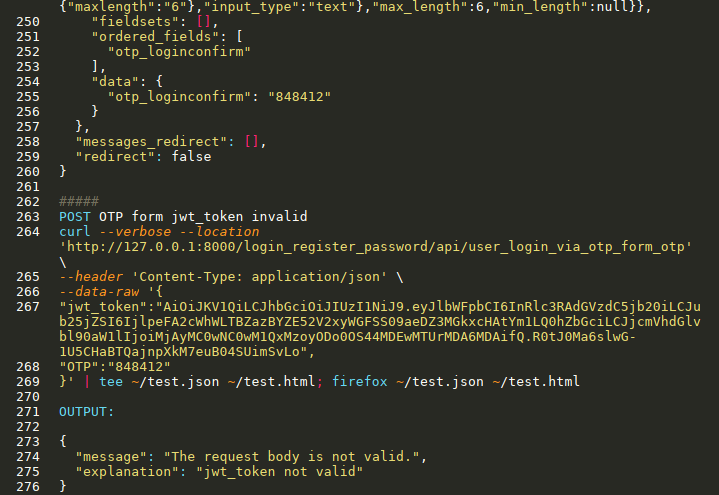 {"maxlength":"6"},"input_type":"text"},"max_length":6,"min_length":null}},
250 "fieldsets": [],
251 "ordered_fields": [
252 "otp_loginconfirm"
253 ],
254 "data": {
255 "otp_loginconfirm": "848412"
256 }
257 },
258 "messages_redirect": [],
259 "redirect": false
260 }
261
262 #####
263 POST OTP form jwt_token invalid
264 curl --verbose --location
'http://127.0.0.1:8000/login_register_password/api/user_login_via_otp_form_otp'
\
265 --header 'Content-Type: application/json' \
266 --data-raw '{
267 "jwt_token":"AiOiJKV1QiLCJhbGciOiJIUzI1NiJ9.eyJlbWFpbCI6InRlc3RAdGVzdC5jb20iLCJu
b25jZSI6IjlpeFA2cWhWLTBZazBYZE52V2xyWGFSS09aeDZ3MGkxcHAtYm1LQ0hZbGciLCJjcmVhdGlv
bl90aW1lIjoiMjAyMC0wNC0wM1QxMzoyODo0OS44MDEwMTUrMDA6MDAifQ.R0tJ0Ma6slwG-
1U5CHaBTQajnpXkM7euB04SUimSvLo",
268 "OTP":"848412"
269 }' | tee ~/test.json ~/test.html; firefox ~/test.json ~/test.html
270
271 OUTPUT:
272
273 {
274 "message": "The request body is not valid.",
275 "explanation": "jwt_token not valid"
276 }